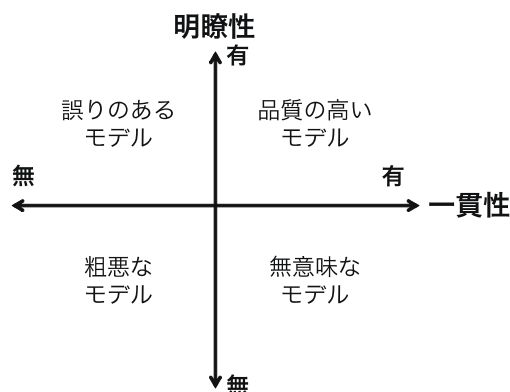 明瞭性
有
誤りのある
モデル
品質の高い
モデル
無
有
一貫性
粗悪な
モデル
無意味な
モデル
無